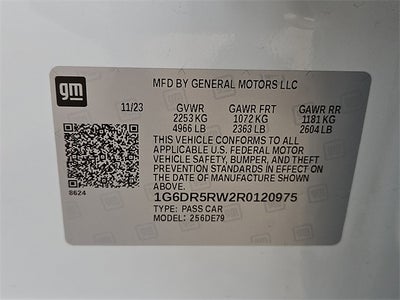 gm
MFD BY GENERAL MOTORS LLC
11/23 GVWR GAWR FRT GAWR RR
2253 KG 1072 KG 1181 KG
4966 LB 2363 LB 2604 LB
THIS VEHICLE CONFORMS TO ALL
APPLICABLE U.S. FEDERAL MOTOR
VEHICLE SAFETY, BUMPER, AND THEFT
PREVENTION STANDARDS IN EFFECT ON
THE DATE OF MANUFACTURE SHOWN ABOVE.
8624
1G6DR5RW2R0120975
TYPE: PASS CAR
MODEL: 256DE79